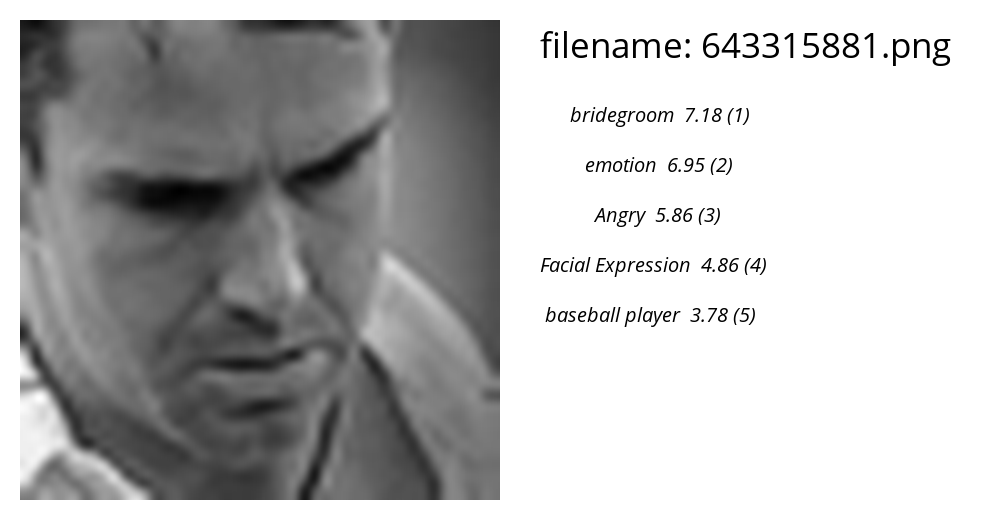 filename: 643315881.png
bridegroom 7.18 (1)
emotion 6.95 (2)
Angry 5.86 (3)
Facial Expression 4.86 (4)
baseball player 3.78 (5)